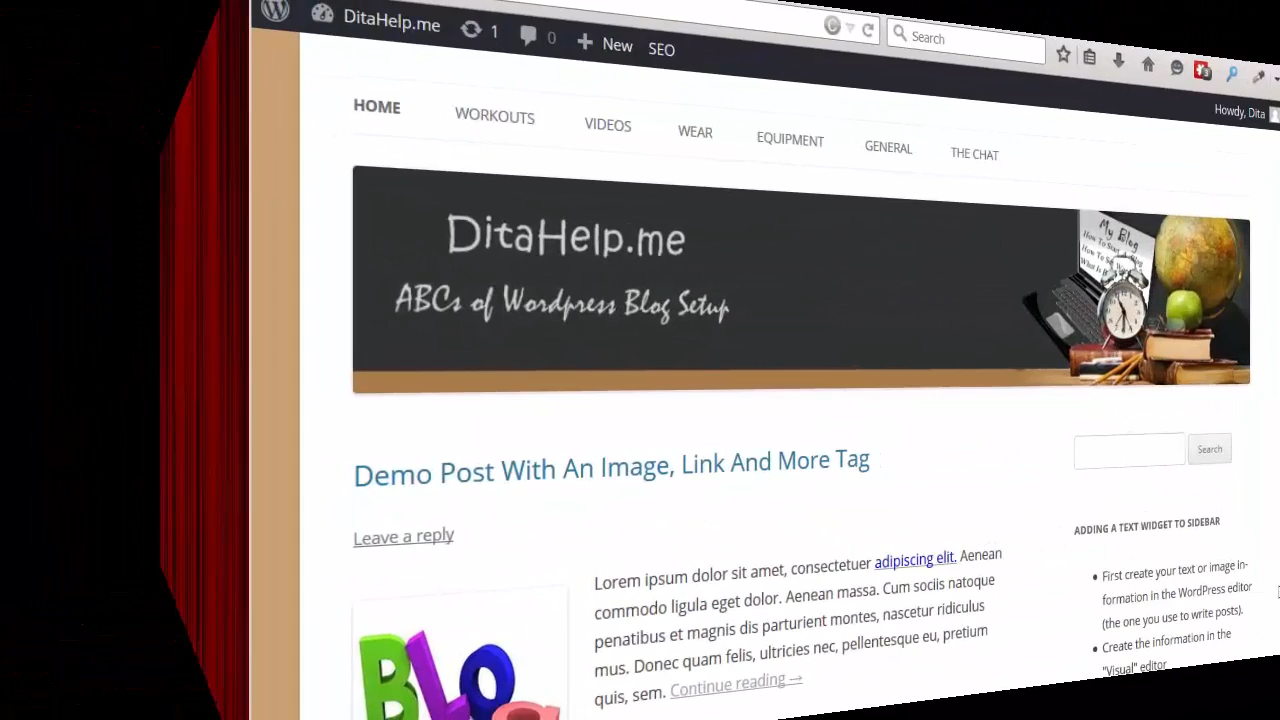 DitaHelp.me 1 0 New SEO
Search
Howdy, Dita
HOME WORKOUTS VIDEOS WEAR EQUIPMENT GENERAL THE CHAT
DitaHelp.me
ABCs of Wordpress Blog Setup
My Blog
Demo Post With An Image, Link And More Tag
Search
Leave a reply
Lorem ipsum dolor sit amet, consectetuer adipiscing elit. Aenean
commodo ligula eget dolor. Aenean massa. Cum sociis natoque
penatibus et magnis dis parturient montes, nascetur ridiculus
mus. Donec quam felis, ultricies nec, pellentesque eu, pretium
quis, sem. Continue reading →
BLO
ADDING A TEXT WIDGET TO SIDEBAR
First create your text or image in-
formation in the WordPress editor
(the one you use to write posts).
Create the information in the
"Visual" editor